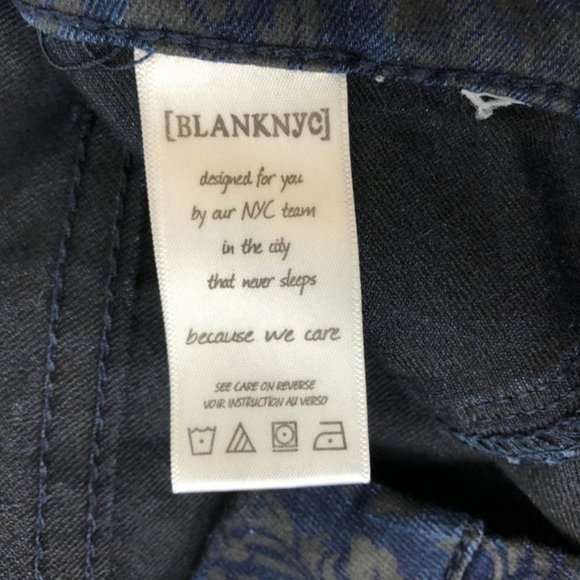 [BLANKNYC]
designed for you
by our NYC team
in the city
that never sleeps
because we care
SEE CARE ON REVERSE
VOIR INSTRUCTION AU VERSO